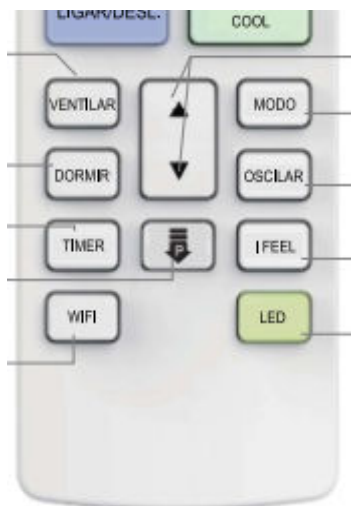 LIGAR/DESL.
COOL
VENTILAR
MODO
DORMIR
OSCILAR
TIMER
P
I FEEL
WIFI
LED